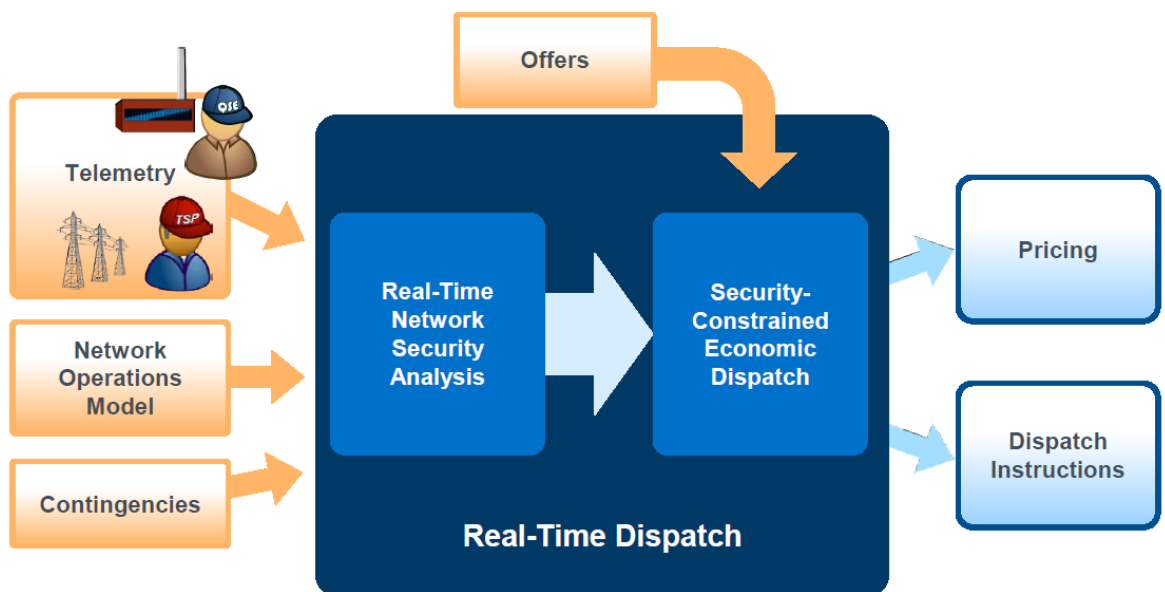 Offers
QSE
Telemetry
TSP
Network
Operations
Model
Contingencies
Real-Time
Network
Security
Analysis
Security-
Constrained
Economic
Dispatch
Real-Time Dispatch
Pricing
Dispatch
Instructions